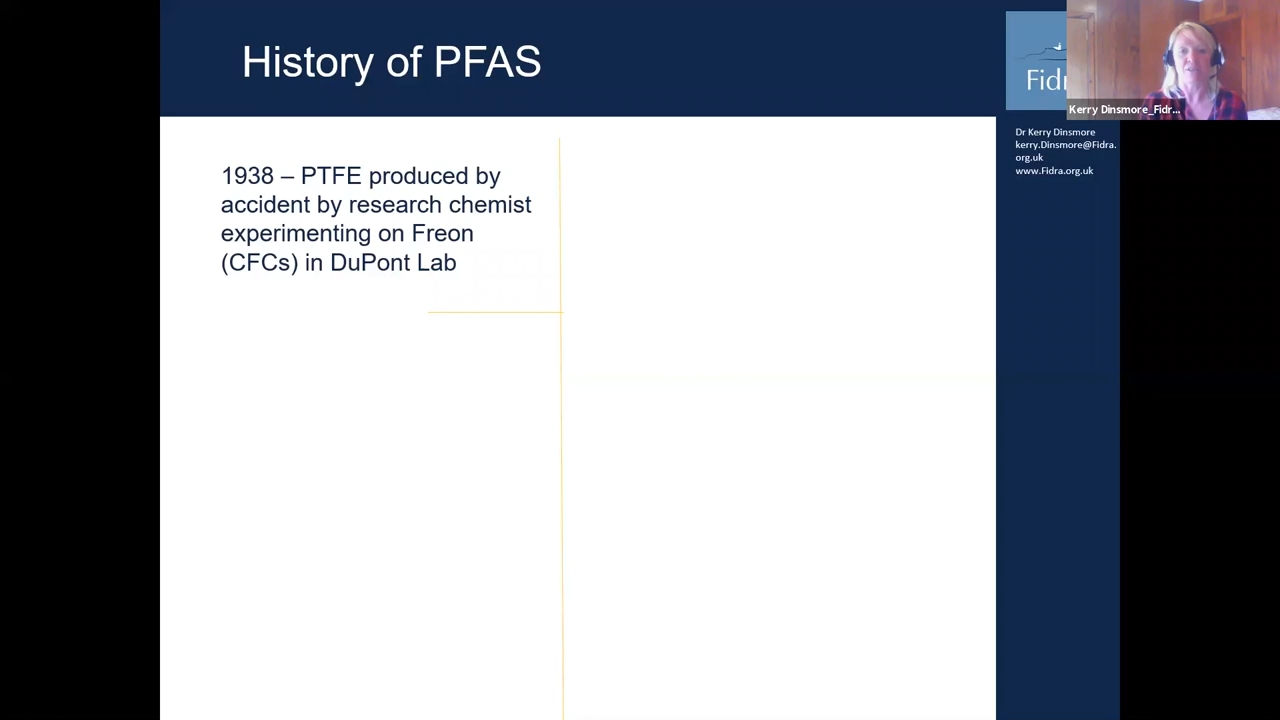 History of PFAS
1938 – PTFE produced by
accident by research chemist
experimenting on Freon
(CFCs) in DuPont Lab
Fid
Kerry Dinsmore_Fidr...
Dr Kerry Dinsmore
kerry.Dinsmore@Fidra.
org.uk
www.Fidra.org.uk